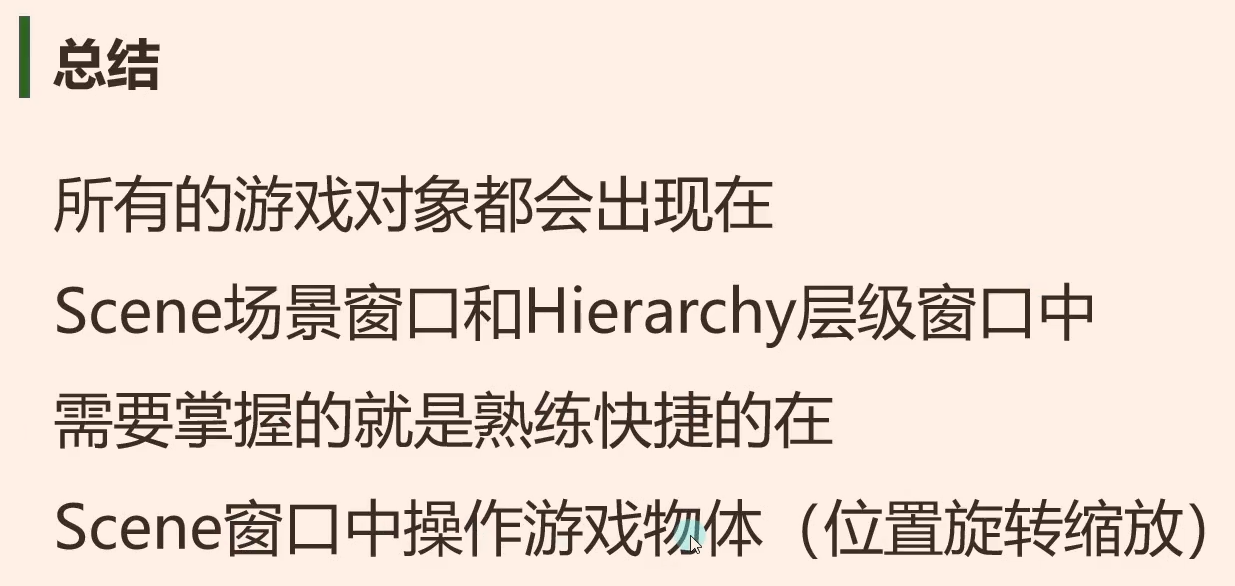 总结
所有的游戏对象都会出现在
Scene场景窗口和Hierarchy层级窗口中
需要掌握的就是熟练快捷的在
Scene窗口中操作游戏物体（位置旋转缩放）